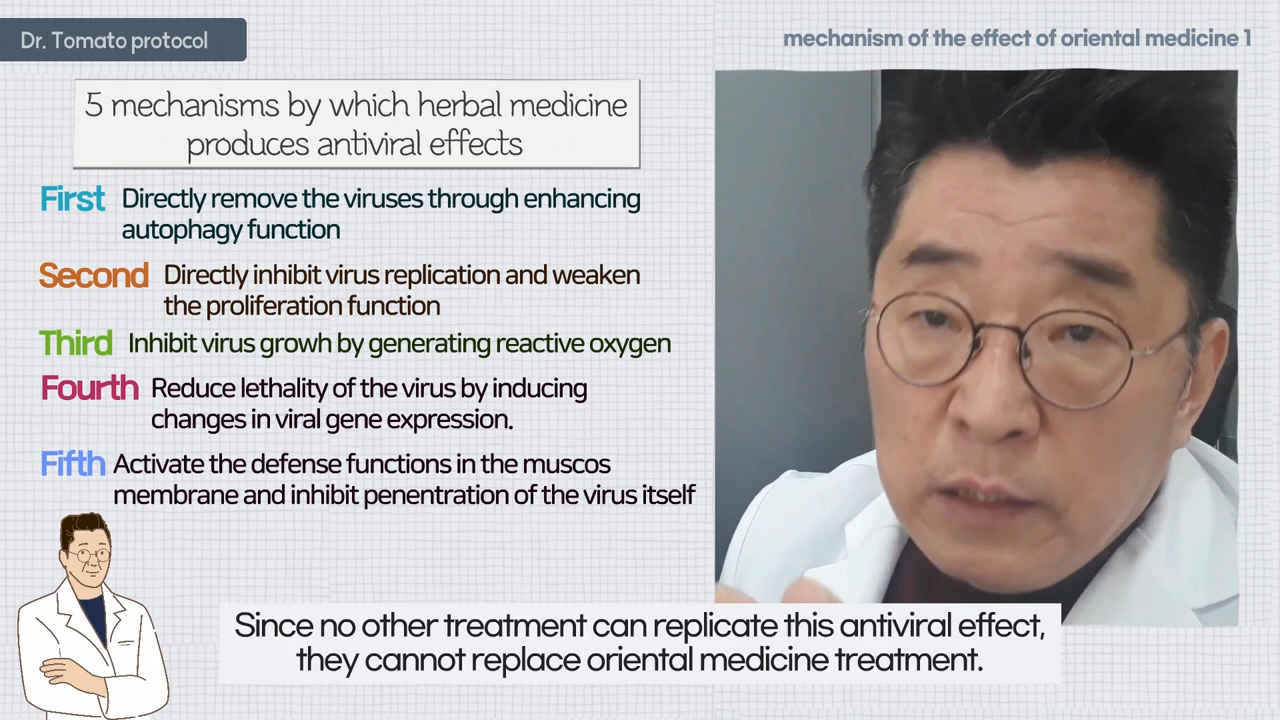 Dr. Tomato protocol
mechanism of the effect of oriental medicine 1
5 mechanisms by which herbal medicine
produces antiviral effects
First Directly remove the viruses through enhancing
autophagy function
Second Directly inhibit virus replication and weaken
the proliferation function
Third Inhibit virus growh by generating reactive oxygen
Fourth Reduce lethality of the virus by inducing
changes in viral gene expression.
Fifth Activate the defense functions in the muscos
membrane and inhibit penentration of the virus itself
Since no other treatment can replicate this antiviral effect,
they cannot replace oriental medicine treatment.